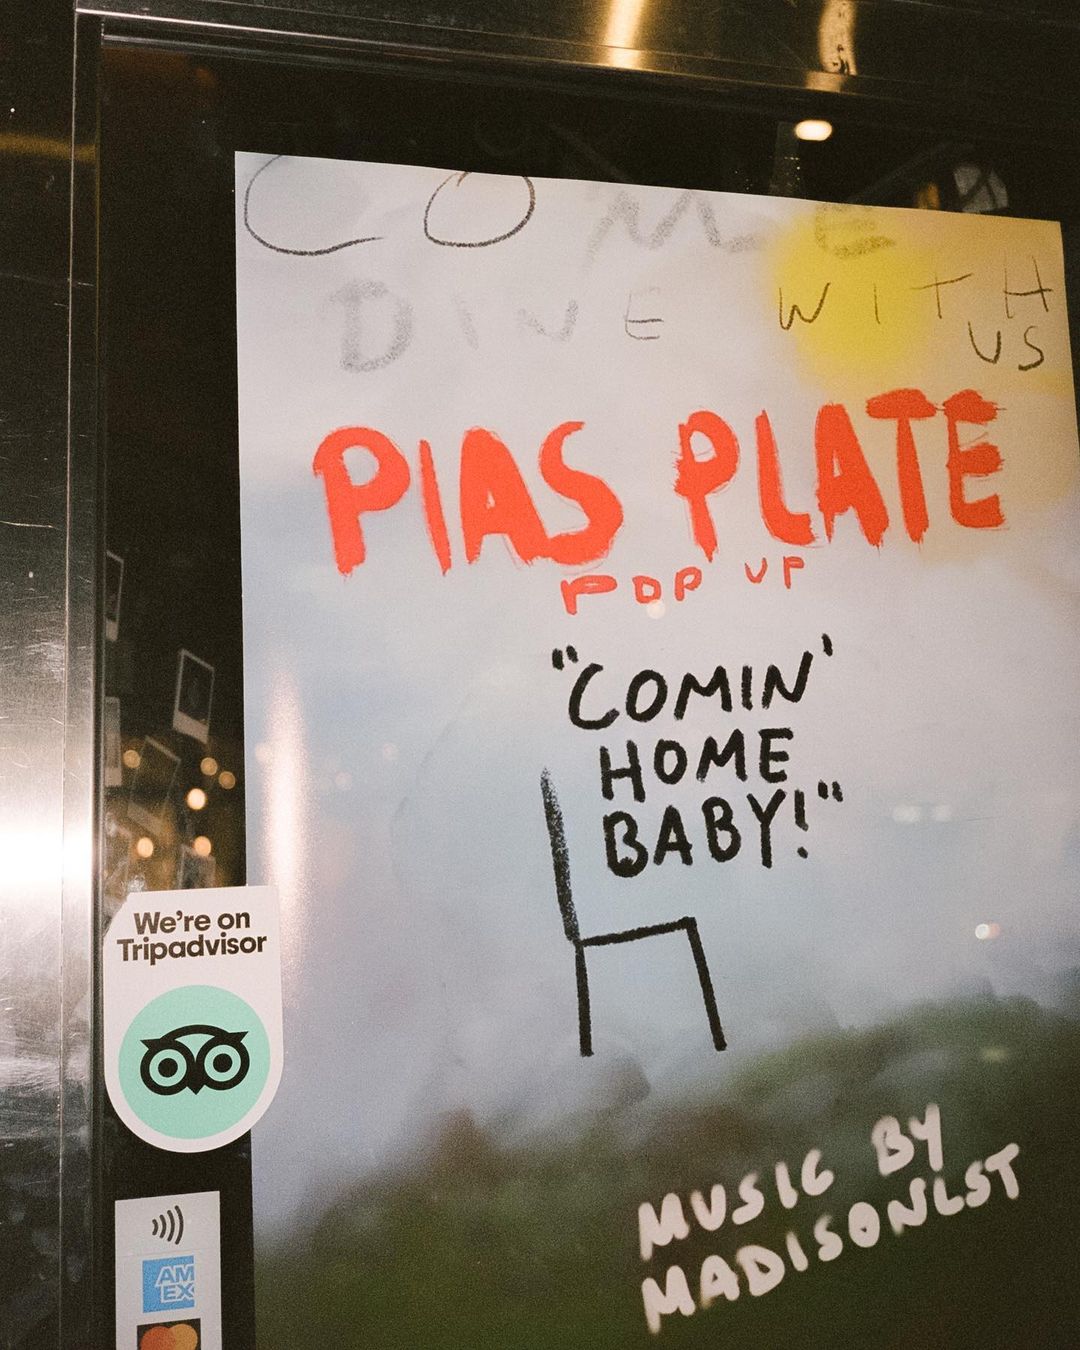 COME
DINE WITH
US
PIAS PLATE
POP UP
"COMIN'
HOME
BABY!"
We're on
Tripadvisor
AM
EX
MUSIC BY
MADISONLST